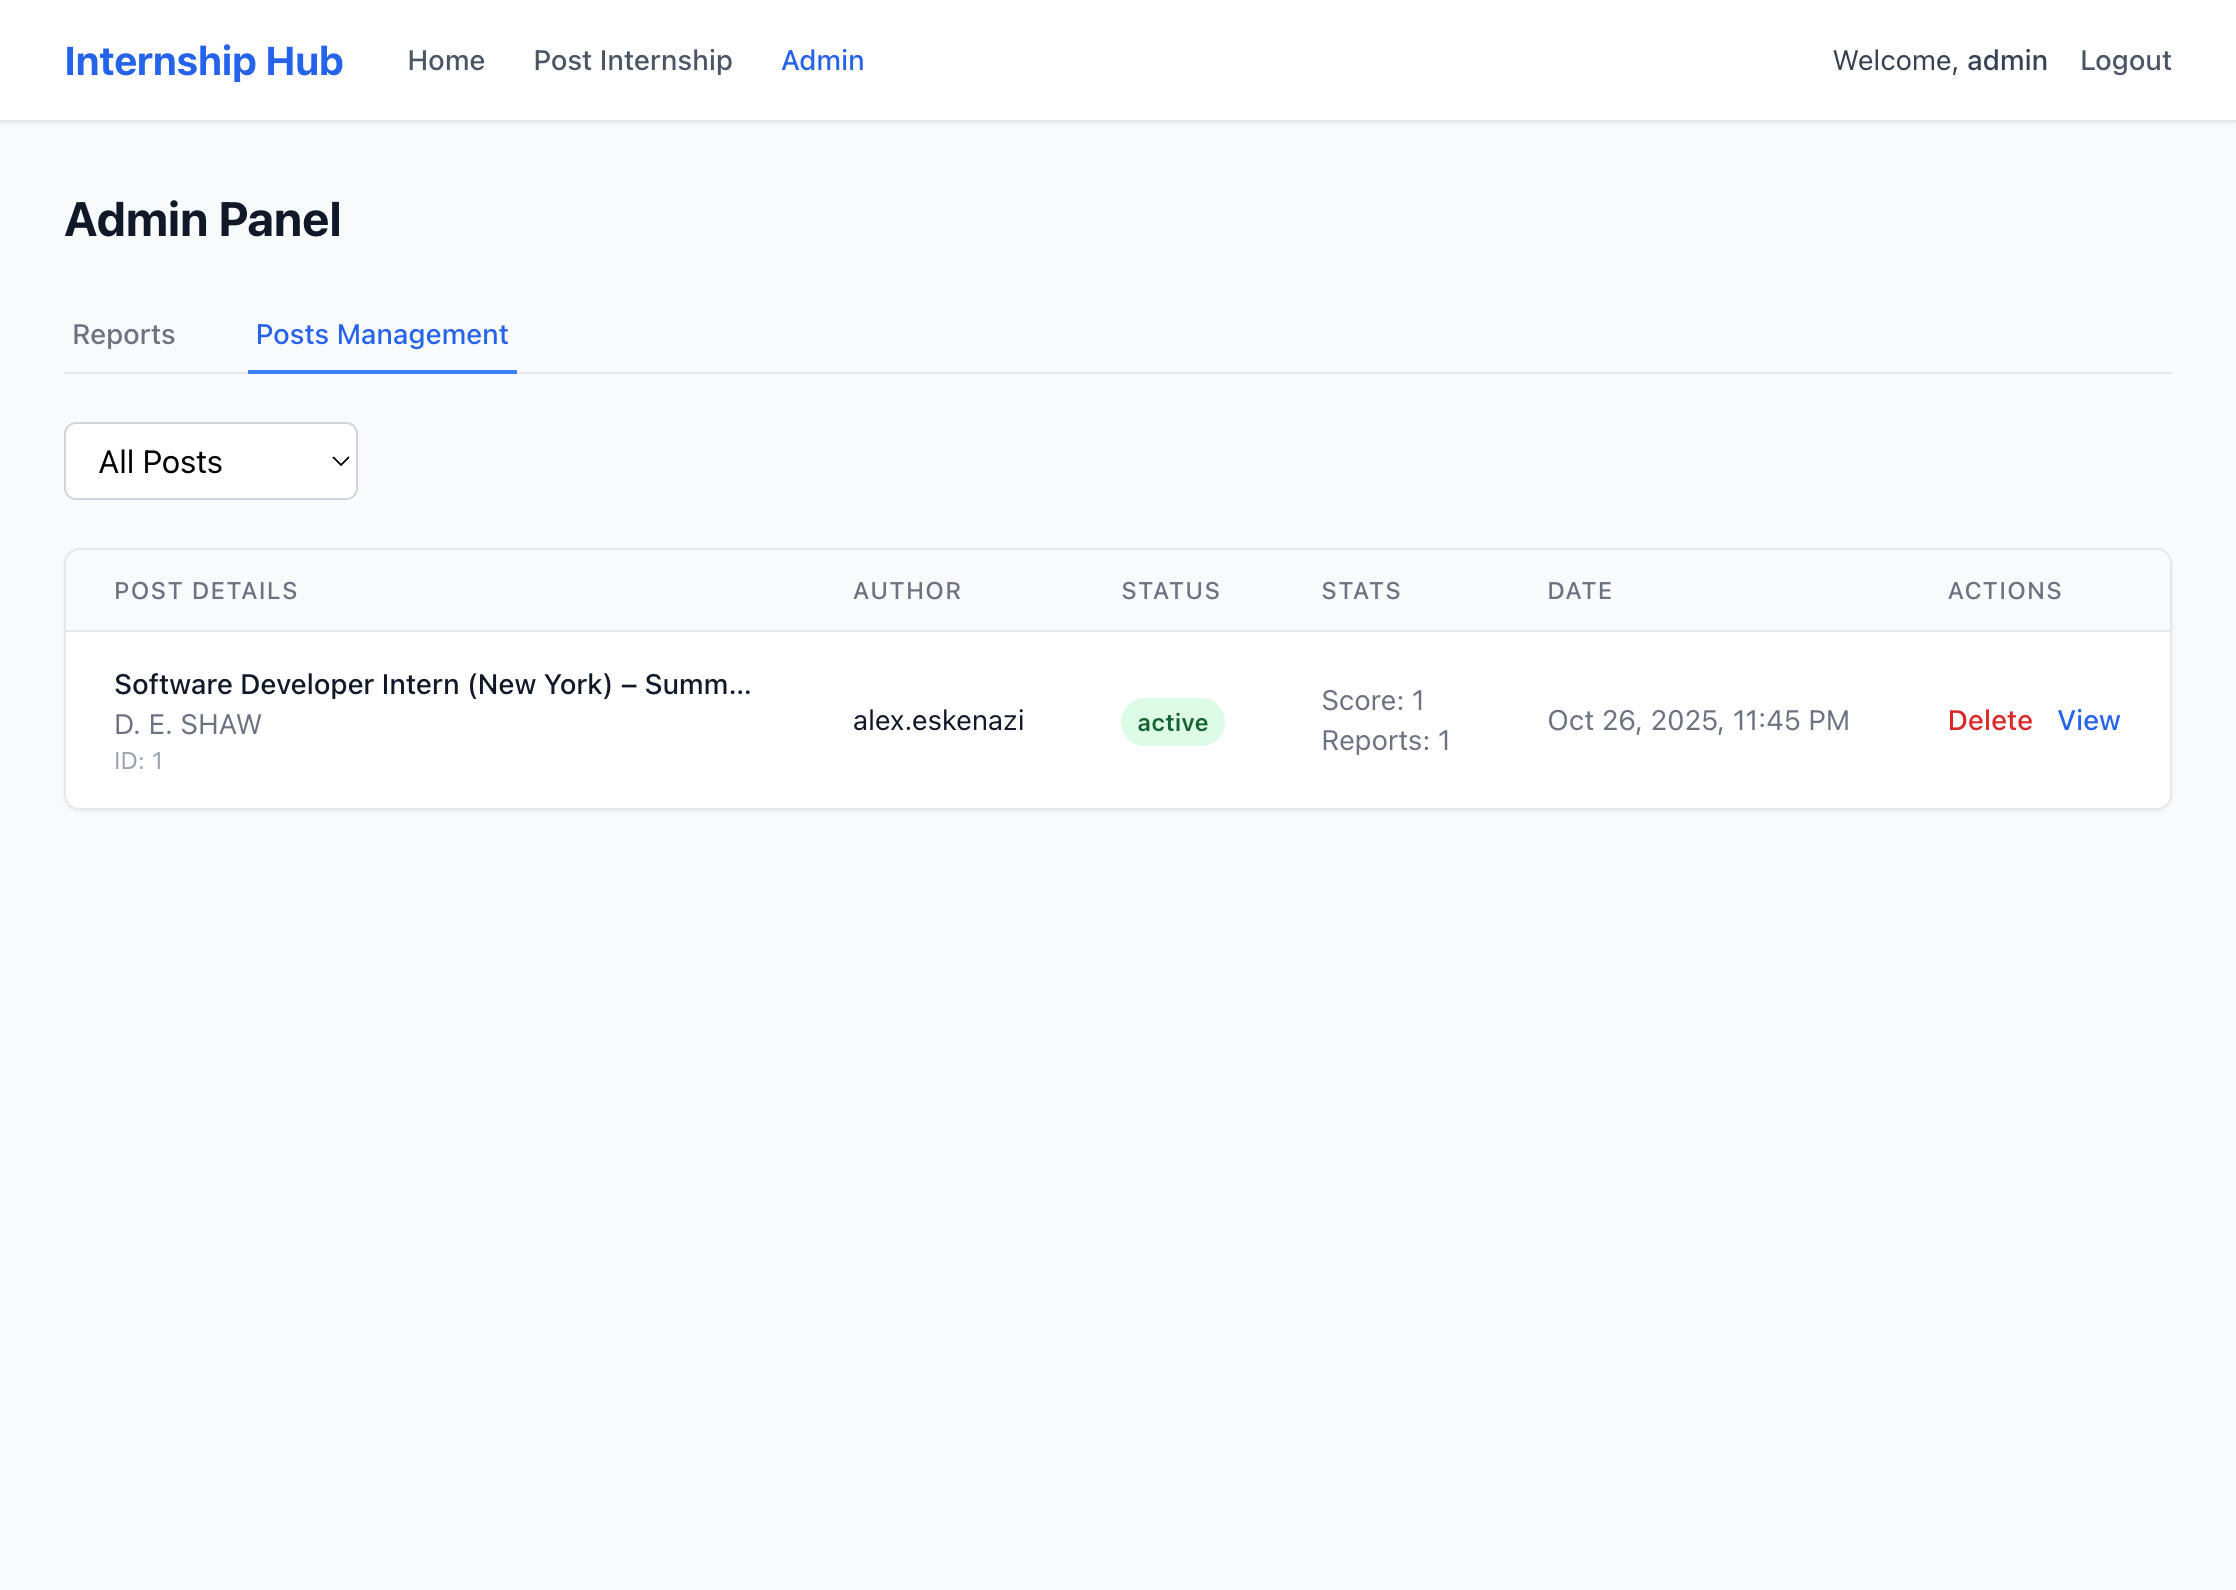 Internship Hub Home Post Internship Admin Welcome, admin Logout
Admin Panel
Reports Posts Management
All Posts
POST DETAILS AUTHOR STATUS STATS DATE ACTIONS
Software Developer Intern (New York) – Summ...
D. E. SHAW
ID: 1
alex.eskenazi
active
Score: 1
Reports: 1
Oct 26, 2025, 11:45 PM
Delete View